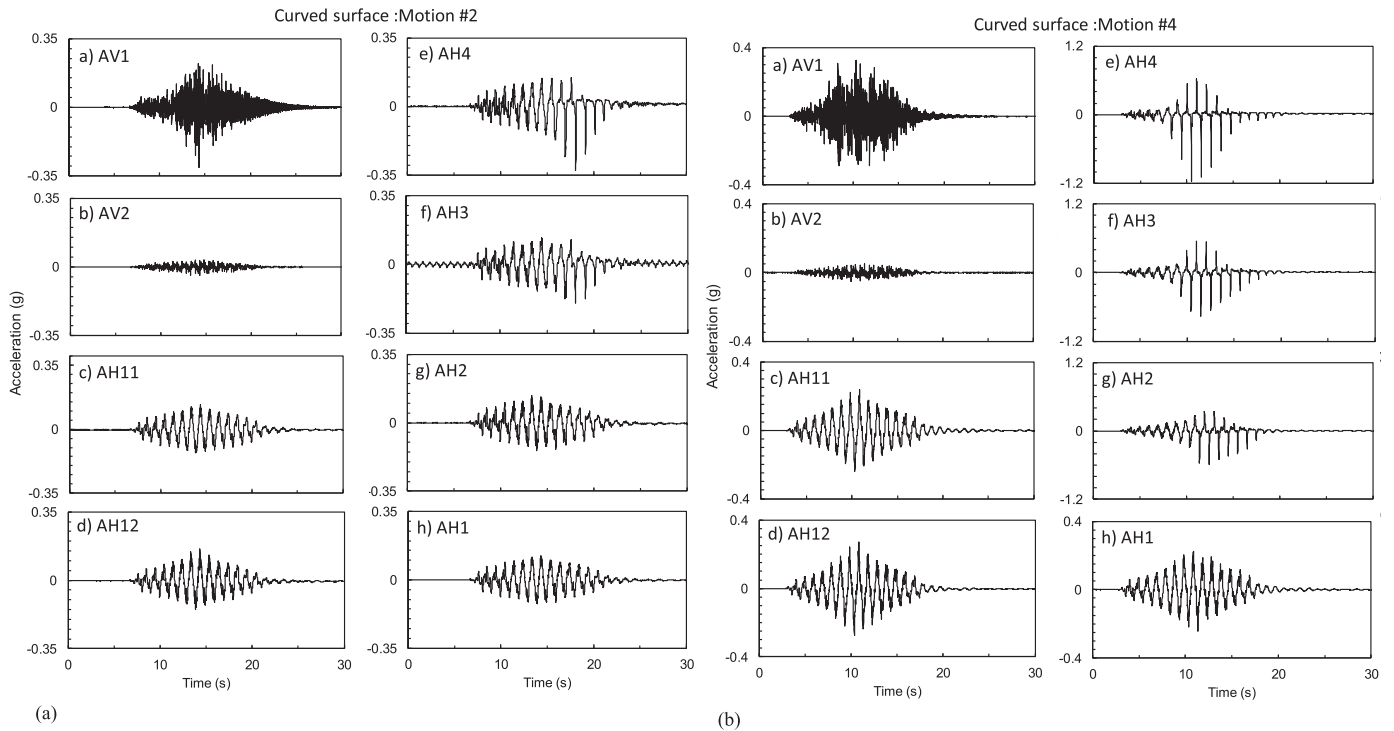 Curved surface :Motion #2
Acceleration (g)
0.35
a) AV1
0
-0.35
b) AV2
0.35
0
-0.35
c) AH11
0.35
0
-0.35
d) AH12
0.35
0
-0.35
0 10 20 30
Time (s)
0.35
e) AH4
0
-0.35
0.35
f) AH3
0
-0.35
0.35
g) AH2
0
-0.35
0.35
h) AH1
0
-0.35
0 10 20 30
Time (s)
(a)
Curved surface :Motion #4
Acceleration (g)
0.4
a) AV1
0
-0.4
0.4
b) AV2
0
-0.4
0.4
c) AH11
0
-0.4
0.4
d) AH12
0
-0.4
0 10 20 30
Time (s)
1.2
e) AH4
0
-1.2
1.2
f) AH3
0
-1.2
1.2
g) AH2
0
-1.2
0.4
h) AH1
0
-0.4
0 10 20 30
Time (s)
(b)